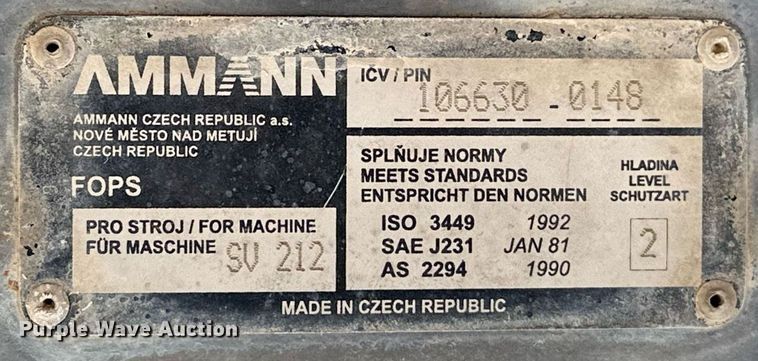 AMMANN
AMMANN CZECH REPUBLIC a.s.
NOVÉ MĚSTO NAD METUJÍ
CZECH REPUBLIC
FOPS
PRO STROJ / FOR MACHINE
FÜR MASCHINE SV 212
IČV / PIN
106630-0148
SPLŇUJE NORMY
MEETS STANDARDS
ENTSPRICHT DEN NORMEN
ISO 3449 1992
SAE J231 JAN 81
AS 2294 1990
HLADINA
LEVEL
SCHUTZART
2
MADE IN CZECH REPUBLIC
Purple Wave Auction